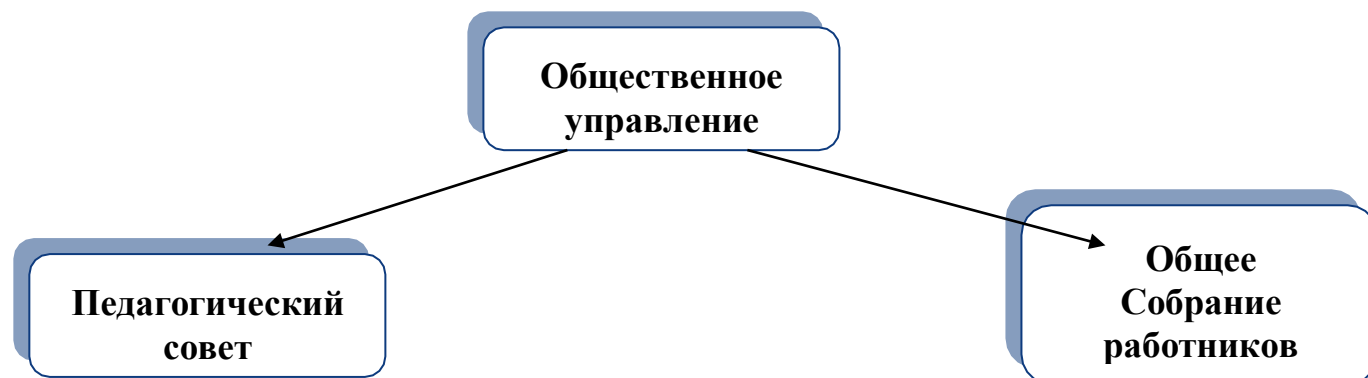 Общественное
управление
Педагогический
совет
Общее
Собрание
работников